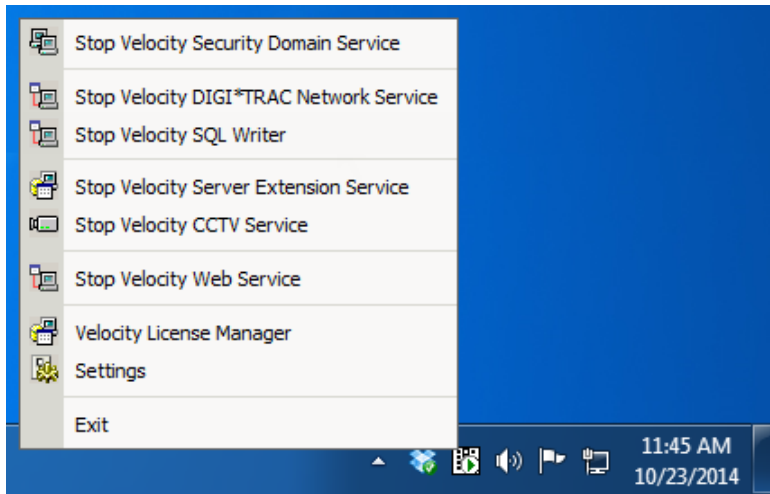 Stop Velocity Security Domain Service
Stop Velocity DIGI*TRAC Network Service
Stop Velocity SQL Writer
Stop Velocity Server Extension Service
Stop Velocity CCTV Service
Stop Velocity Web Service
Velocity License Manager
Settings
Exit
11:45 AM
10/23/2014